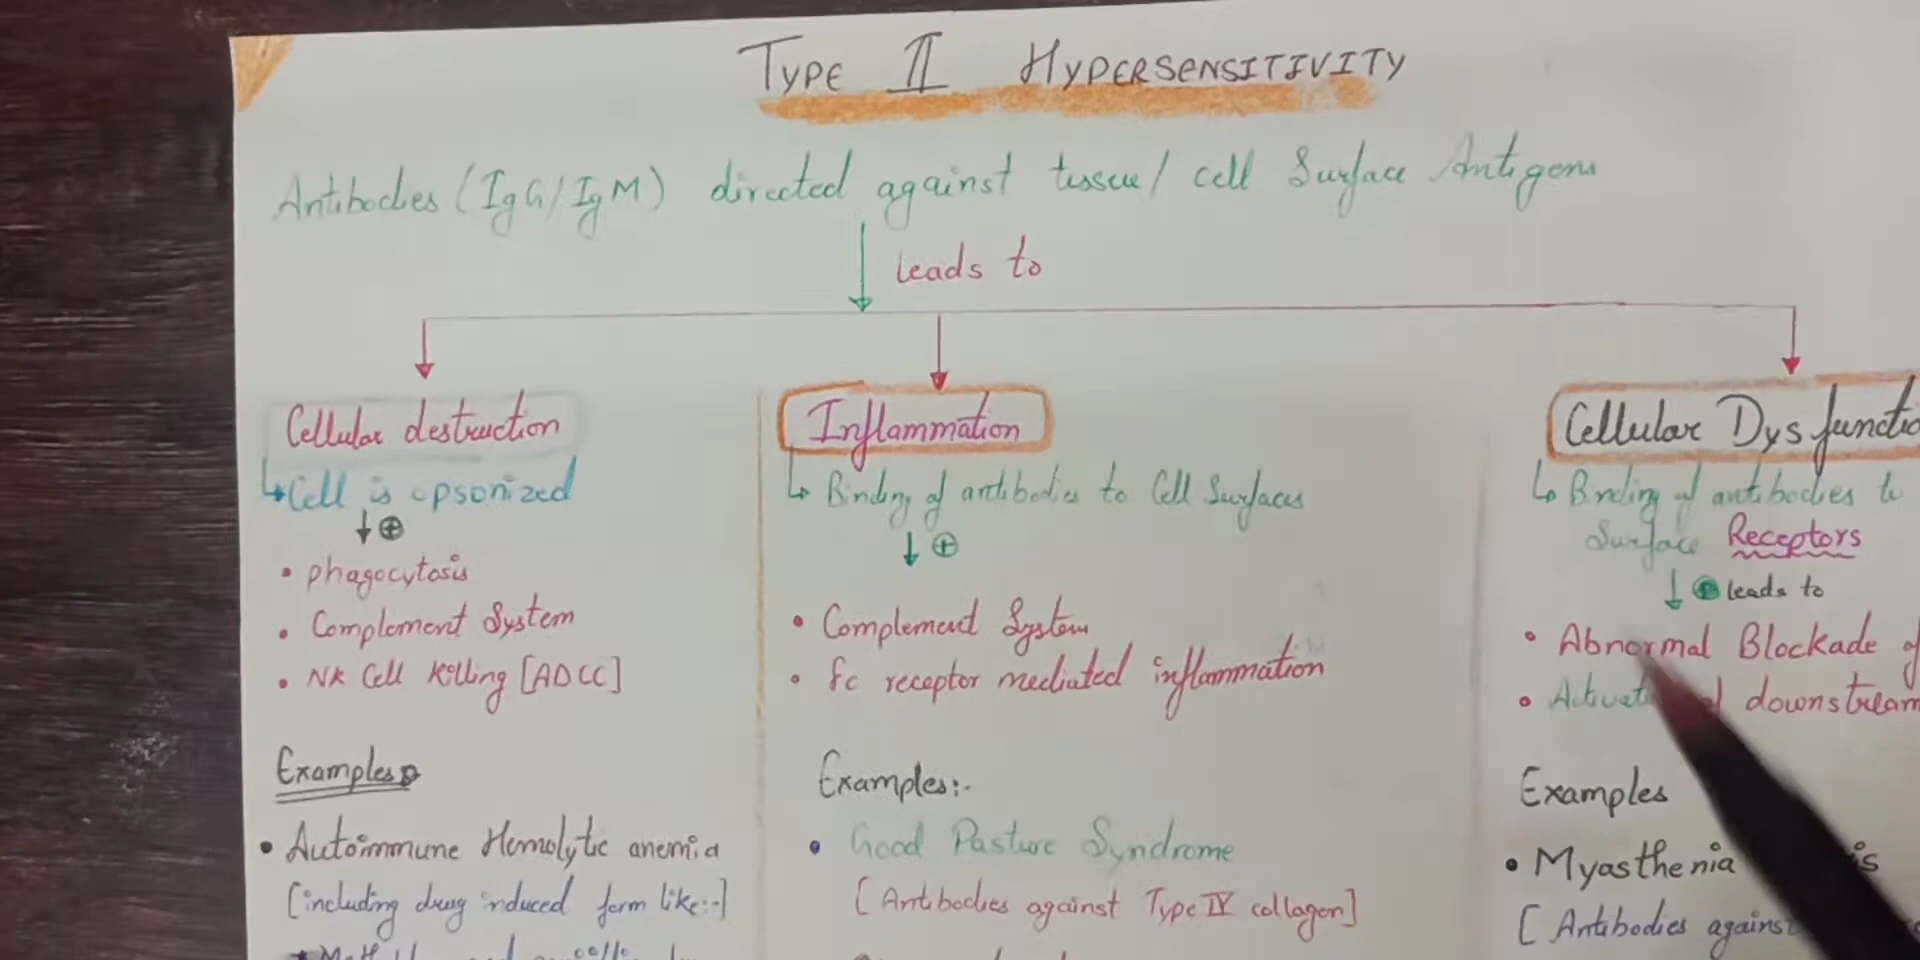 TYPE II HYPERSENSITIVITY
Antibodies (IgG/IgM) directed against tissue/ cell Surface Antigens
leads to
Cellular destruction
Cell is opsonized
⊕
• phagocytosis
• Complement System
• NK Cell Killing [ADCC]
Examples
• Autoimmune Hemolytic anemia
[including drug induced form like:-]
Inflammation
Binding of antibodies to Cell Surfaces
⊕
• Complement System
• Fc receptor mediated inflammation
Examples:-
• Good Pasture Syndrome
[Antibodies against Type IV collagen]
Cellular
Binding of antibodies to
Surface Receptors
⊕ leads to
• Abnormal Blockade
• downstream
Examples
• Myasthenia
[Antibodies against